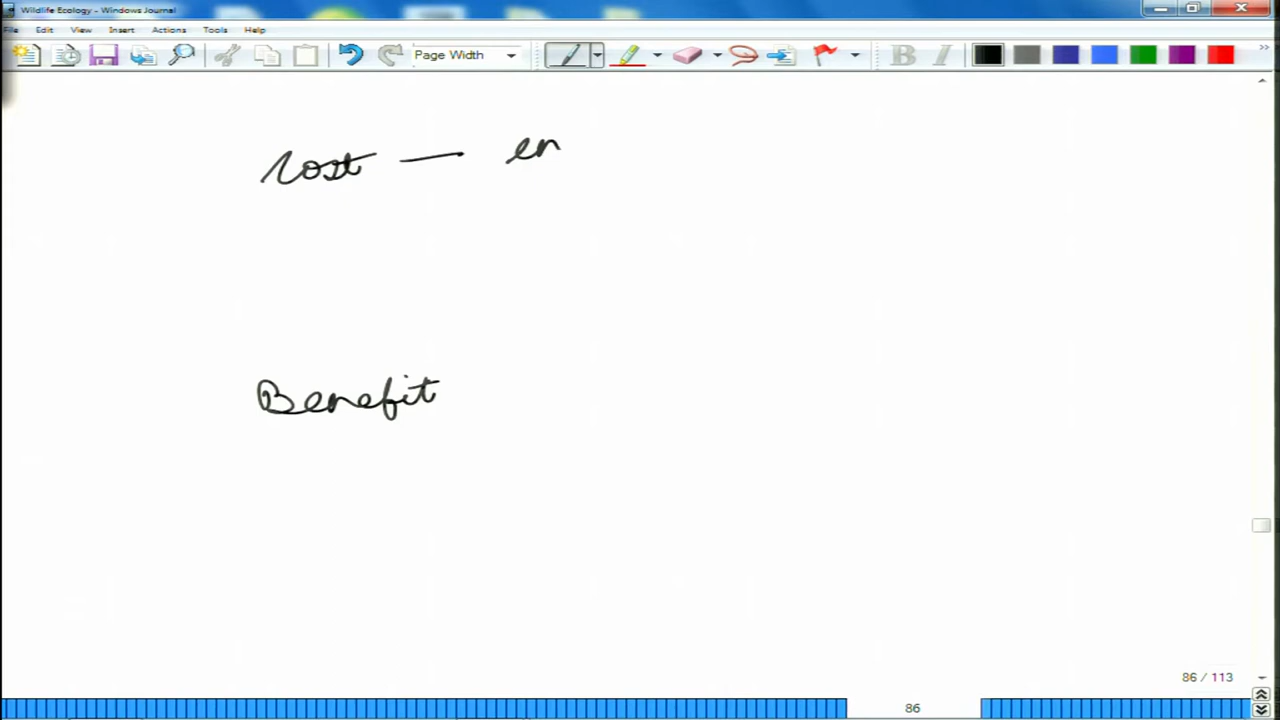 Wildlife Ecology - Windows Journal
File Edit View Insert Actions Tools Help
Page Width B I
Cost — en
Benefit
86 / 113
86